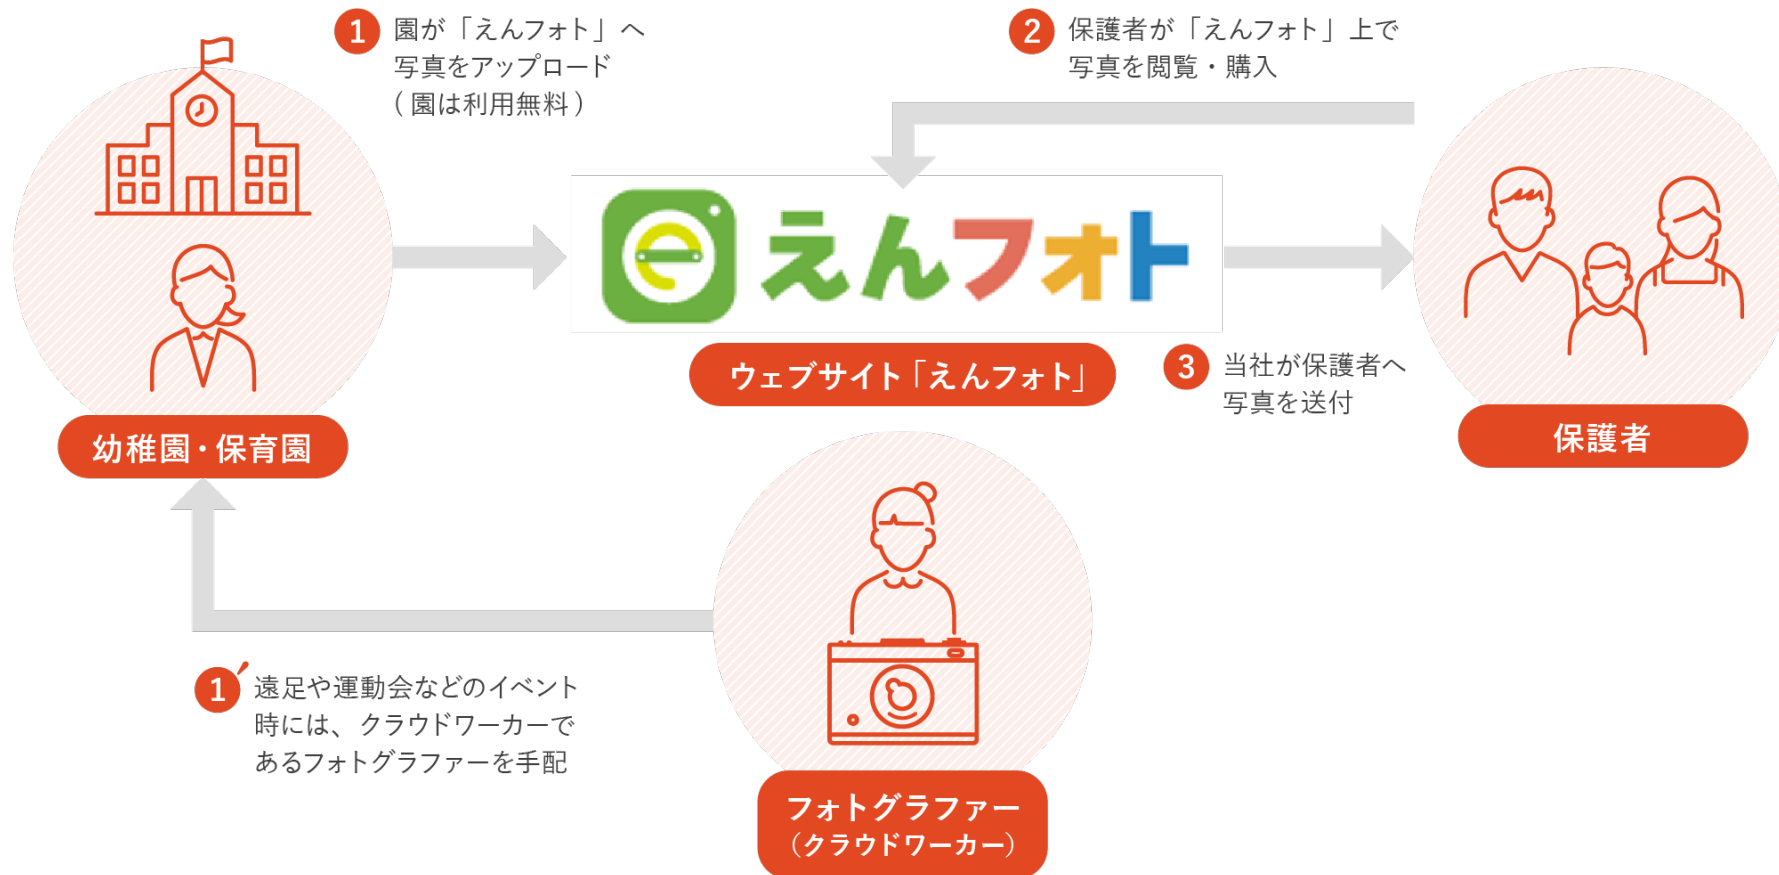 1 園が「えんフォト」へ
写真をアップロード
(園は利用無料)
2 保護者が「えんフォト」上で
写真を閲覧・購入
e えんフォト
ウェブサイト「えんフォト」
3 当社が保護者へ
写真を送付
幼稚園・保育園
保護者
1′ 遠足や運動会などのイベント
時には、クラウドワーカーで
あるフォトグラファーを手配
フォトグラファー
(クラウドワーカー)